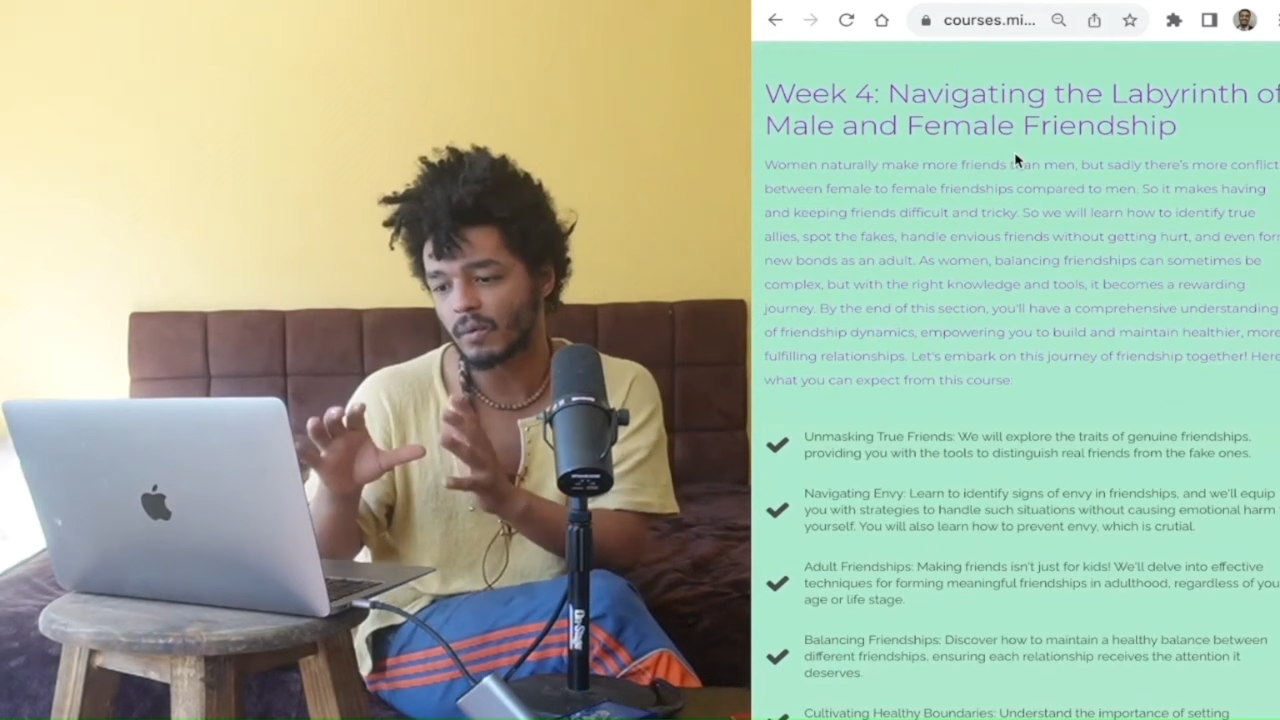 courses.mi...
Week 4: Navigating the Labyrinth of
Male and Female Friendship
Women naturally make more friends than men, but sadly there's more conflict
between female to female friendships compared to men. So it makes having
and keeping friends difficult and tricky. So we will learn how to identify true
allies, spot the fakes, handle envious friends without getting hurt, and even for
new bonds as an adult. As women, balancing friendships can sometimes be
complex, but with the right knowledge and tools, it becomes a rewarding
journey. By the end of this section, you'll have a comprehensive understanding
of friendship dynamics, empowering you to build and maintain healthier, more
fulfilling relationships. Let's embark on this journey of friendship together! Here
what you can expect from this course:
Unmasking True Friends: We will explore the traits of genuine friendships,
providing you with the tools to distinguish real friends from the fake ones.
Navigating Envy: Learn to identify signs of envy in friendships, and we'll equip
you with strategies to handle such situations without causing emotional harm
yourself. You will also learn how to prevent envy, which is crutial.
Adult Friendships: Making friends isn't just for kids! We'll delve into effective
techniques for forming meaningful friendships in adulthood, regardless of you
age or life stage.
Balancing Friendships: Discover how to maintain a healthy balance between
different friendships, ensuring each relationship receives the attention it
deserves.
Cultivating Healthy Boundaries: Understand the importance of setting
On-Stage